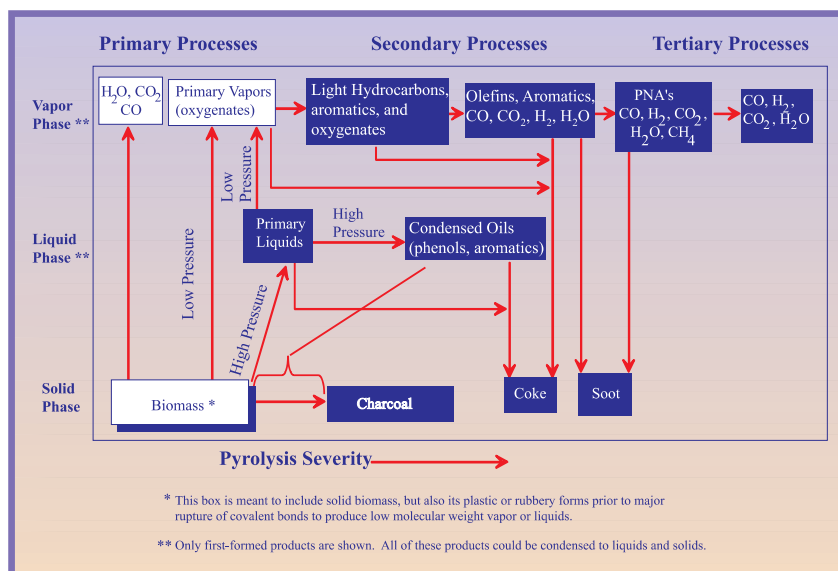 Primary Processes
Secondary Processes
Tertiary Processes
Vapor
Phase **
H2O, CO2
CO
Primary Vapors
(oxygenates)
Light Hydrocarbons,
aromatics, and
oxygenates
Olefins, Aromatics,
CO, CO2, H2, H2O
PNA's
CO, H2, CO2,
H2O, CH4
CO, H2,
CO2, H2O
Low
Pressure
Liquid
Phase **
Primary
Liquids
High
Pressure
Condensed Oils
(phenols, aromatics)
Low Pressure
High Pressure
Solid
Phase
Biomass *
Charcoal
Coke
Soot
Pyrolysis Severity
* This box is meant to include solid biomass, but also its plastic or rubbery forms prior to major
rupture of covalent bonds to produce low molecular weight vapor or liquids.
** Only first-formed products are shown. All of these products could be condensed to liquids and solids.